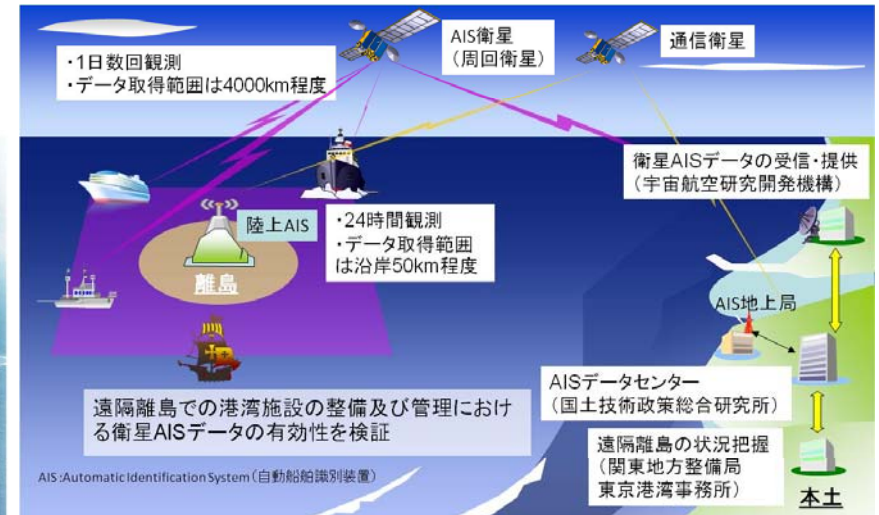 AIS衛星
(周回衛星)
通信衛星
・1日数回観測
・データ取得範囲は4000km程度
衛星AISデータの受信・提供
(宇宙航空研究開発機構)
陸上AIS
・24時間観測
・データ取得範囲
は沿岸50km程度
離島
AIS地上局
AISデータセンター
(国土技術政策総合研究所)
遠隔離島での港湾施設の整備及び管理におけ
る衛星AISデータの有効性を検証
遠隔離島の状況把握
(関東地方整備局
東京港湾事務所)
本土
AIS:Automatic Identification System(自動船舶識別装置)